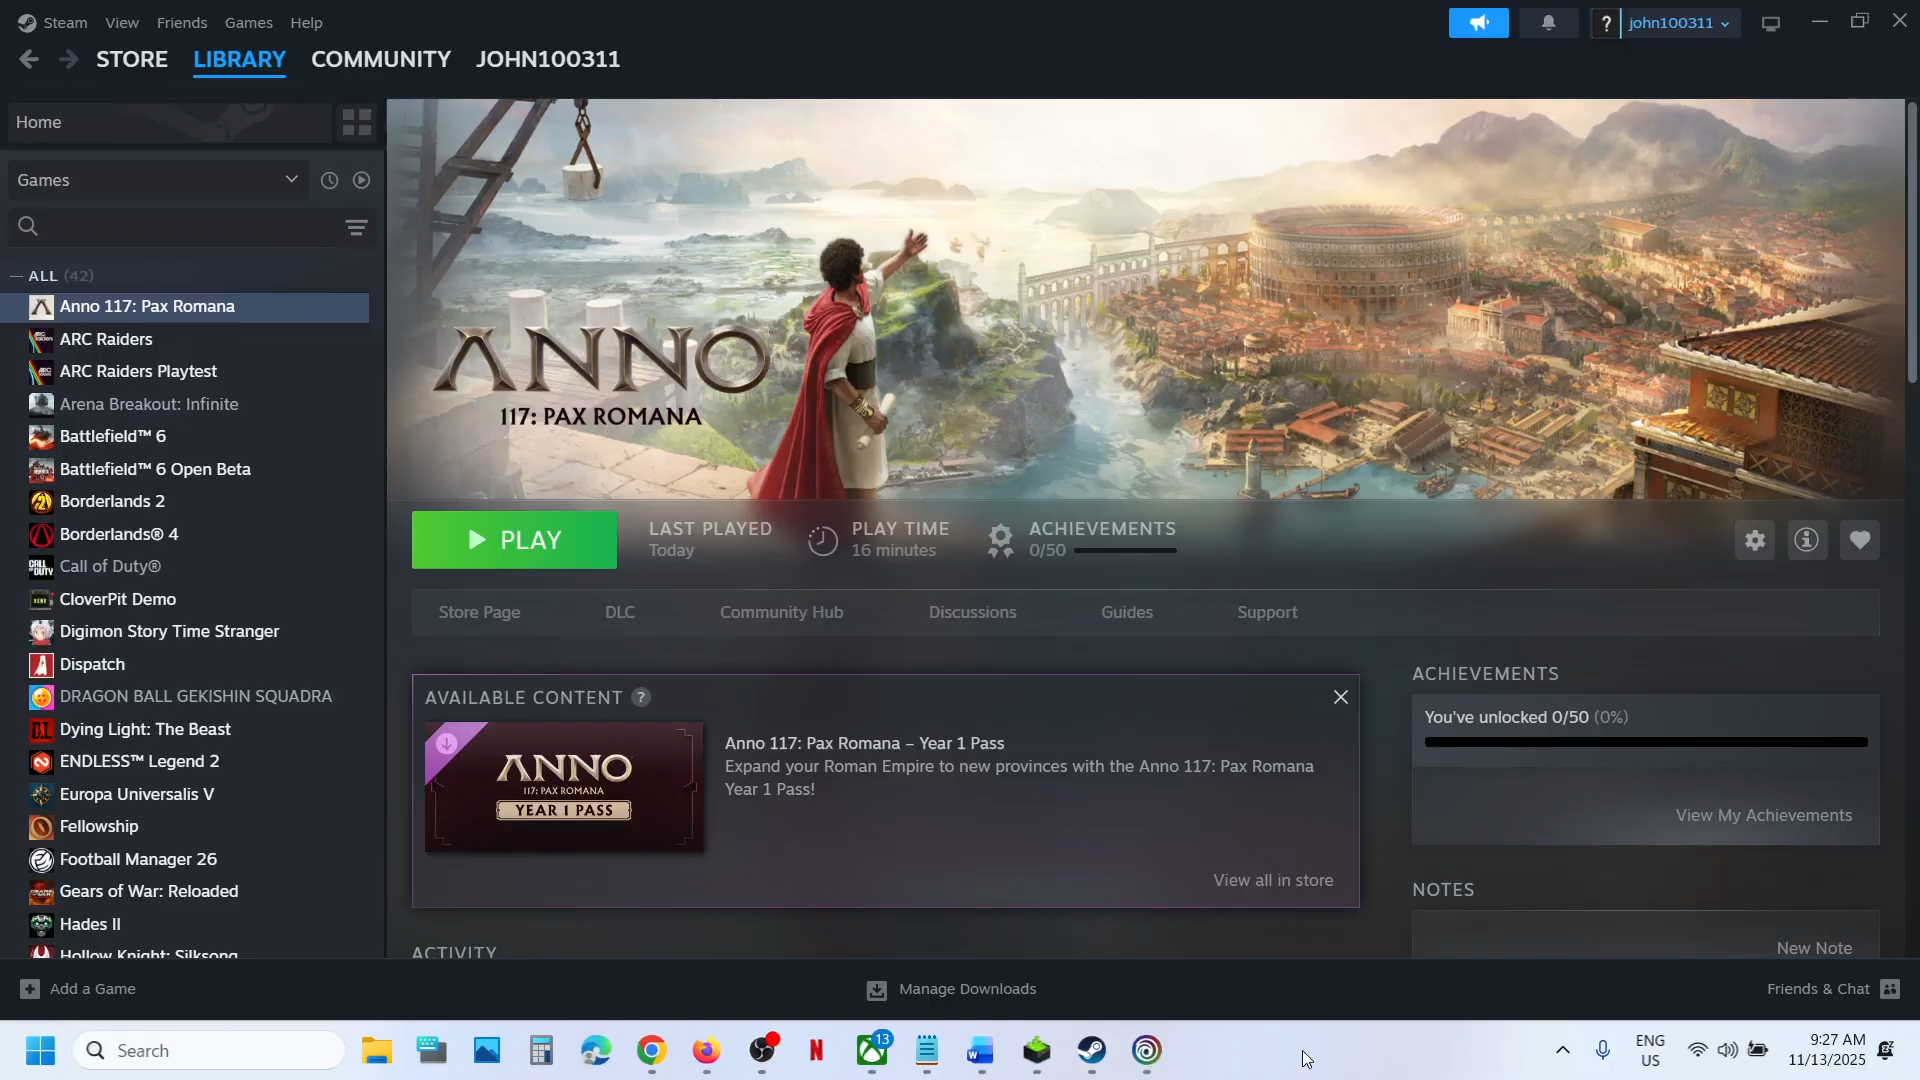 Steam View Friends Games Help
john100311
STORE LIBRARY COMMUNITY JOHN100311
Home
Games
ALL (42)
Anno 117: Pax Romana
ARC Raiders
ARC Raiders Playtest
Arena Breakout: Infinite
Battlefield™ 6
Battlefield™ 6 Open Beta
Borderlands 2
Borderlands® 4
Call of Duty®
CloverPit Demo
Digimon Story Time Stranger
Dispatch
DRAGON BALL GEKISHIN SQUADRA
Dying Light: The Beast
ENDLESS™ Legend 2
Europa Universalis V
Fellowship
Football Manager 26
Gears of War: Reloaded
Hades II
Hollow Knight: Silksong
ANNO
117: PAX ROMANA
PLAY
LAST PLAYED
Today
PLAY TIME
16 minutes
ACHIEVEMENTS
0/50
Store Page DLC Community Hub Discussions Guides Support
AVAILABLE CONTENT ?
ANNO
117: PAX ROMANA
YEAR 1 PASS
Anno 117: Pax Romana – Year 1 Pass
Expand your Roman Empire to new provinces with the Anno 117: Pax Romana
Year 1 Pass!
View all in store
ACTIVITY
ACHIEVEMENTS
You've unlocked 0/50 (0%)
View My Achievements
NOTES
New Note
Add a Game
Manage Downloads
Friends & Chat
Search
13
ENG
US
9:27 AM
11/13/2025